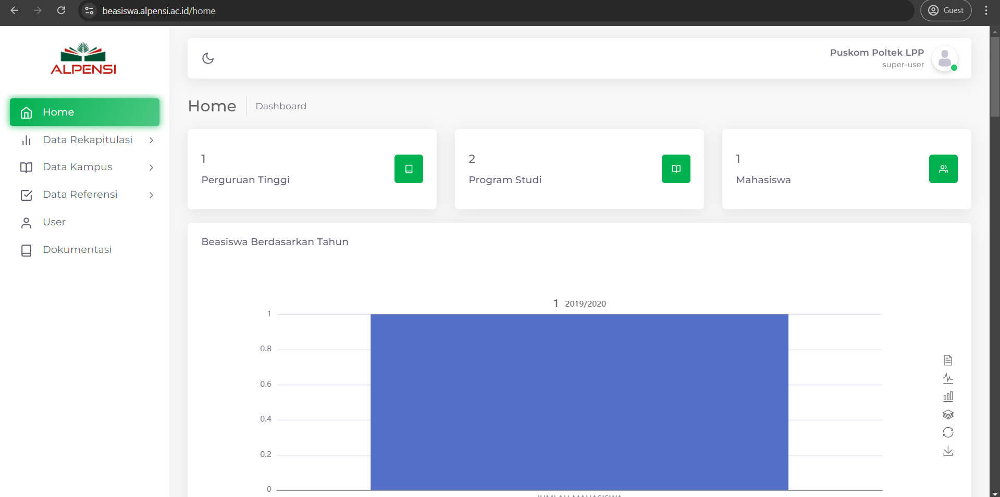 beasiswa.alpensi.ac.id/home
Guest
ALPENSI
Puskom Poltek LPP
super-user
Home
Data Rekapitulasi
Data Kampus
Data Referensi
User
Dokumentasi
Home
Dashboard
1
Perguruan Tinggi
2
Program Studi
1
Mahasiswa
Beasiswa Berdasarkan Tahun
1 2019/2020
1
0.8
0.6
0.4
0.2
0
JUMLAH MAHASISWA